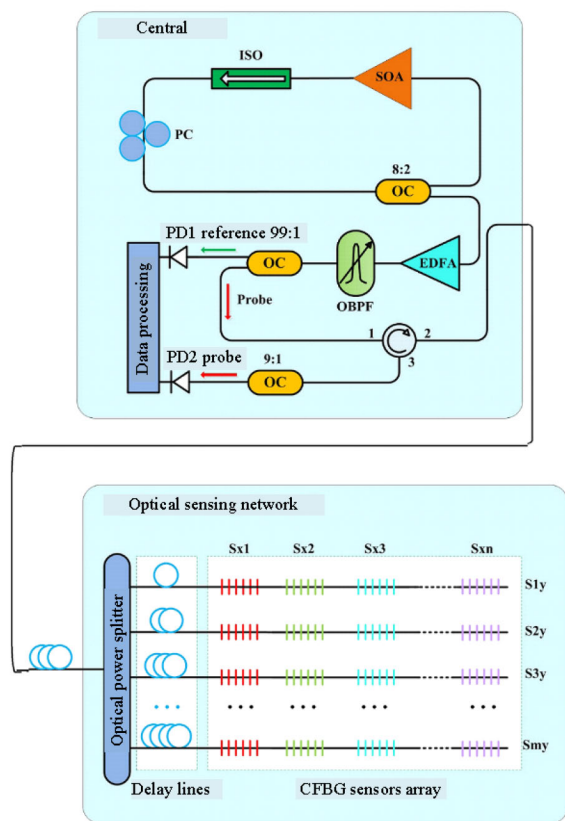 Central
ISO
SOA
PC
8:2
OC
PD1 reference 99:1
OC
EDFA
OBPF
Probe
1
2
3
Data processing
PD2 probe
9:1
OC
Optical sensing network
Sx1
Sx2
Sx3
Sxn
S1y
S2y
S3y
Smy
Optical power splitter
Delay lines
CFBG sensors array